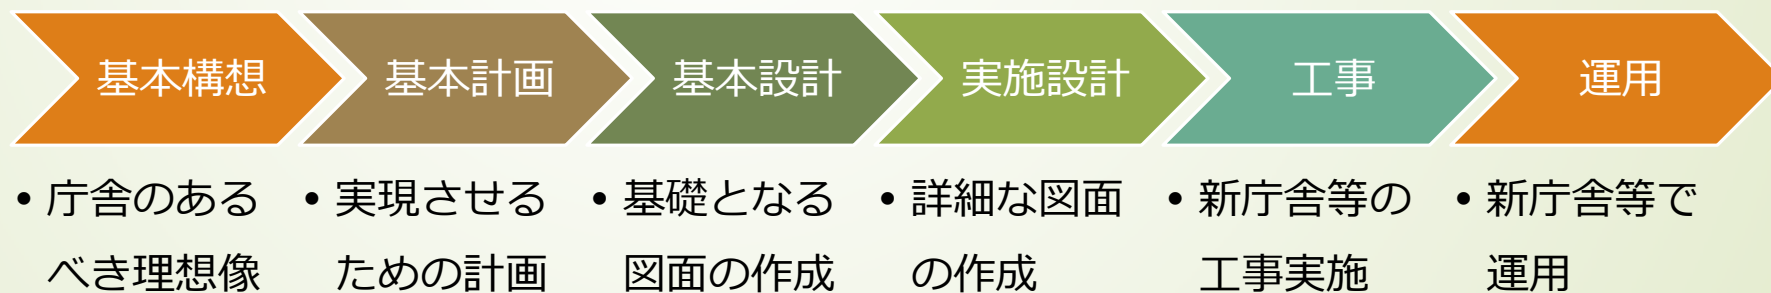 基本構想
基本計画
基本設計
実施設計
工事
運用
• 庁舎のある
べき理想像
• 実現させる
ための計画
• 基礎となる
図面の作成
• 詳細な図面
の作成
• 新庁舎等の
工事実施
• 新庁舎等で
運用